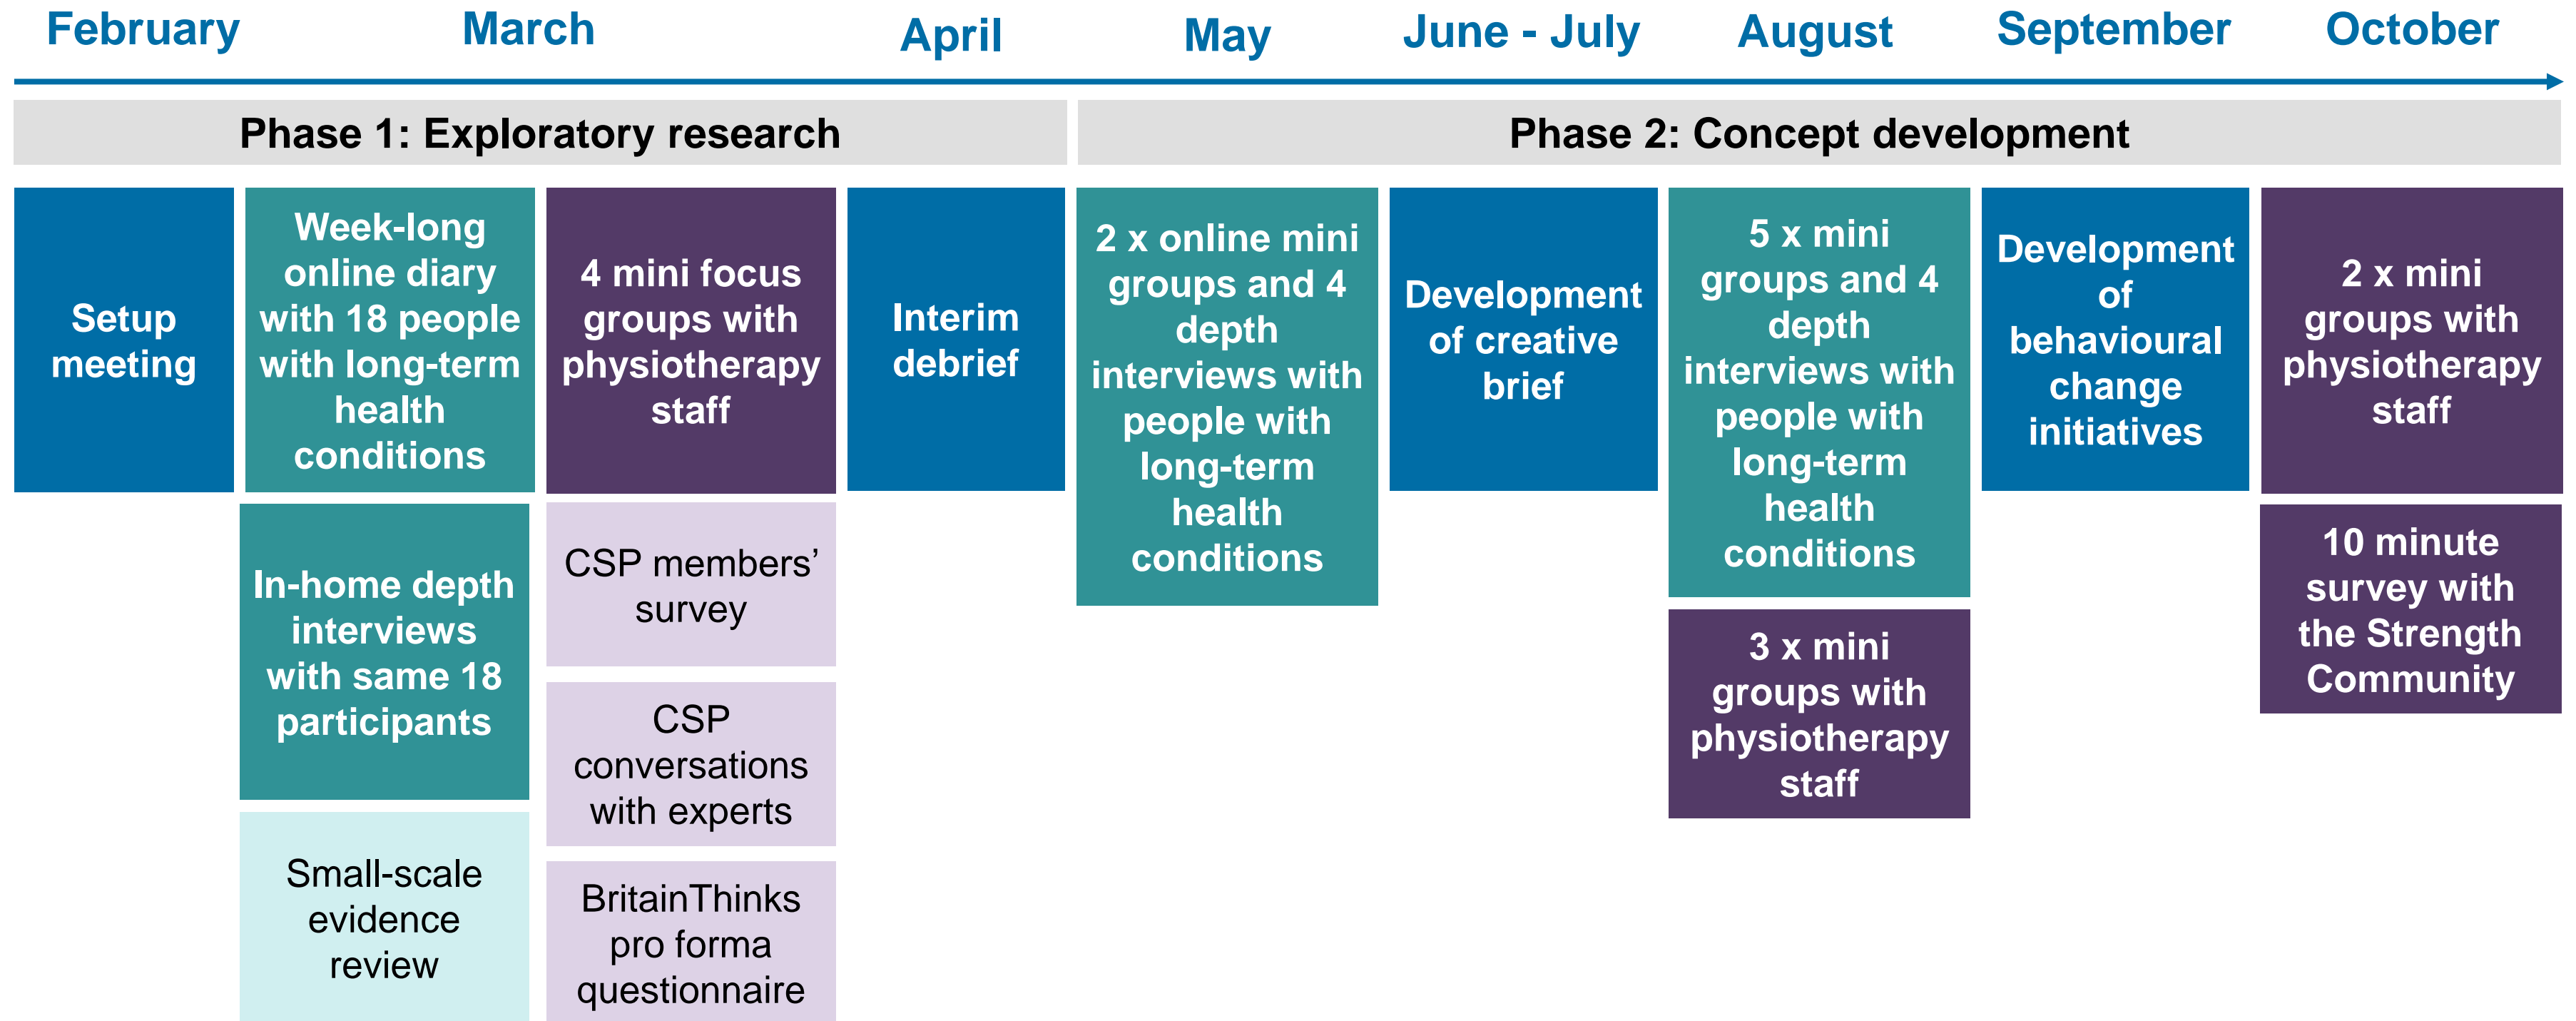 February
March
April
May
June - July
August
September
October
Phase 1: Exploratory research
Phase 2: Concept development
Setup
meeting
Week-long
online diary
with 18 people
with long-term
health
conditions
In-home depth
interviews
with same 18
participants
Small-scale
evidence
review
4 mini focus
groups with
physiotherapy
staff
CSP members’
survey
CSP
conversations
with experts
BritainThinks
pro forma
questionnaire
Interim
debrief
2 x online mini
groups and 4
depth
interviews with
people with
long-term
health
conditions
Development
of creative
brief
5 x mini
groups and 4
depth
interviews with
people with
long-term
health
conditions
3 x mini
groups with
physiotherapy
staff
Development
of
behavioural
change
initiatives
2 x mini
groups with
physiotherapy
staff
10 minute
survey with
the Strength
Community